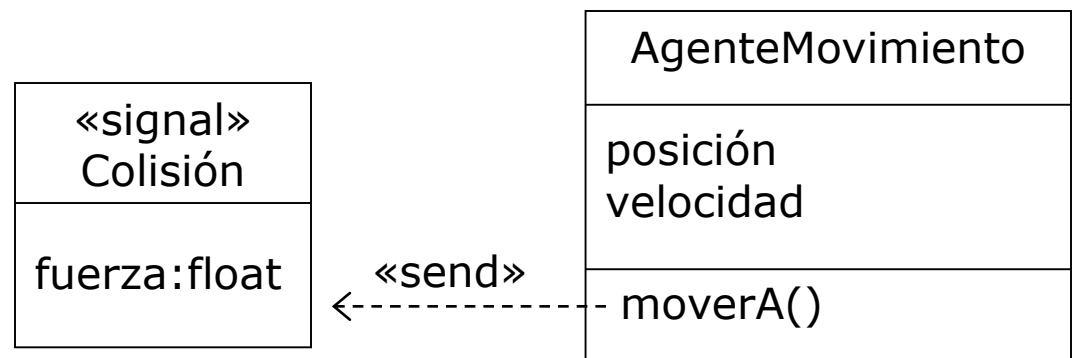 «signal»
Colisión
fuerza:float
«send»
AgenteMovimiento
posición
velocidad
moverA()